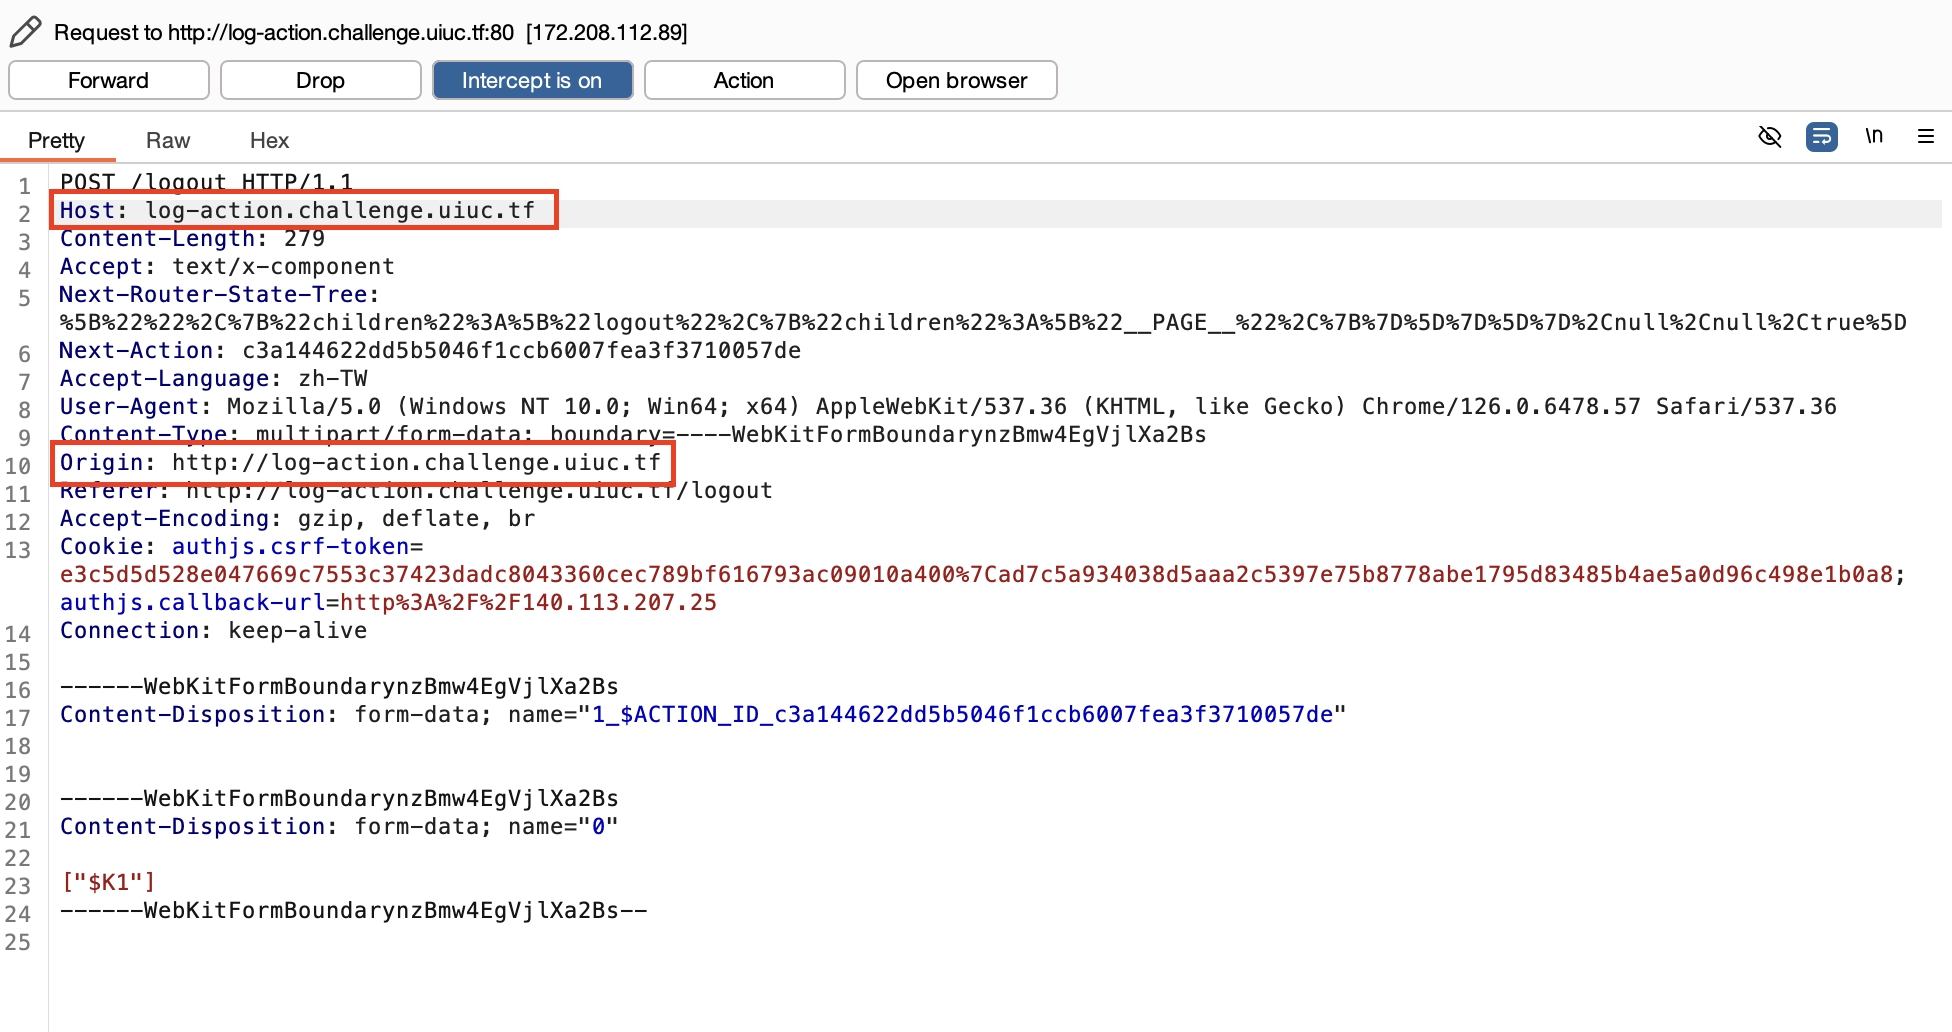 Request to http://log-action.challenge.uiuc.tf:80 [172.208.112.89]
Forward Drop Intercept is on Action Open browser
Pretty Raw Hex \n
1 POST /logout HTTP/1.1
2 Host: log-action.challenge.uiuc.tf
3 Content-Length: 279
4 Accept: text/x-component
5 Next-Router-State-Tree:
%5B%22%22%2C%7B%22children%22%3A%5B%22logout%22%2C%7B%22children%22%3A%5B%22__PAGE__%22%2C%7B%7D%5D%7D%5D%7D%2Cnull%2Cnull%2Ctrue%5D
6 Next-Action: c3a144622dd5b5046f1ccb6007fea3f3710057de
7 Accept-Language: zh-TW
8 User-Agent: Mozilla/5.0 (Windows NT 10.0; Win64; x64) AppleWebKit/537.36 (KHTML, like Gecko) Chrome/126.0.6478.57 Safari/537.36
9 Content-Type: multipart/form-data; boundary=----WebKitFormBoundarynzBmw4EgVjlXa2Bs
10 Origin: http://log-action.challenge.uiuc.tf
11 Referer: http://log-action.challenge.uiuc.tf/logout
12 Accept-Encoding: gzip, deflate, br
13 Cookie: authjs.csrf-token=
e3c5d5d528e047669c7553c37423dadc8043360cec789bf616793ac09010a400%7Cad7c5a934038d5aaa2c5397e75b8778abe1795d83485b4ae5a0d96c498e1b0a8;
authjs.callback-url=http%3A%2F%2F140.113.207.25
14 Connection: keep-alive
15
16 ------WebKitFormBoundarynzBmw4EgVjlXa2Bs
17 Content-Disposition: form-data; name="1_$ACTION_ID_c3a144622dd5b5046f1ccb6007fea3f3710057de"
18
19
20 ------WebKitFormBoundarynzBmw4EgVjlXa2Bs
21 Content-Disposition: form-data; name="0"
22
23 ["$K1"]
24 ------WebKitFormBoundarynzBmw4EgVjlXa2Bs--
25